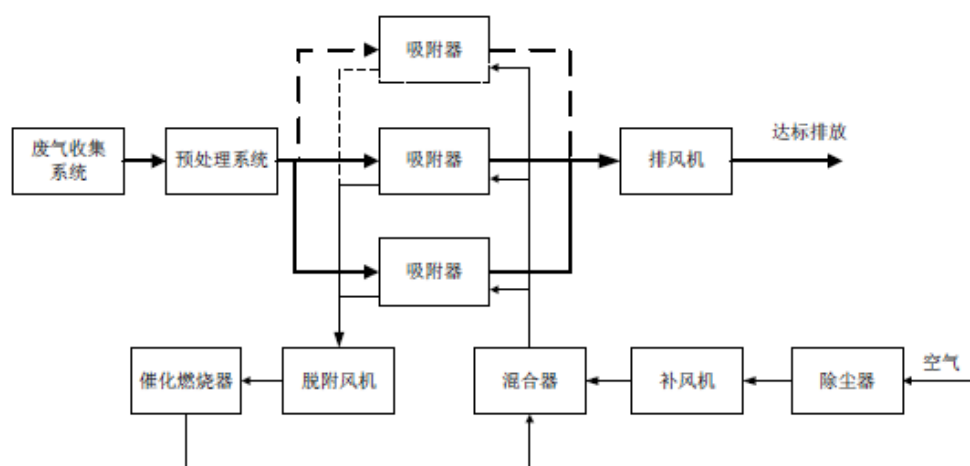 吸附器
废气收集
系统
预处理系统
吸附器
排风机
达标排放
吸附器
催化燃烧器
脱附风机
混合器
补风机
除尘器
空气